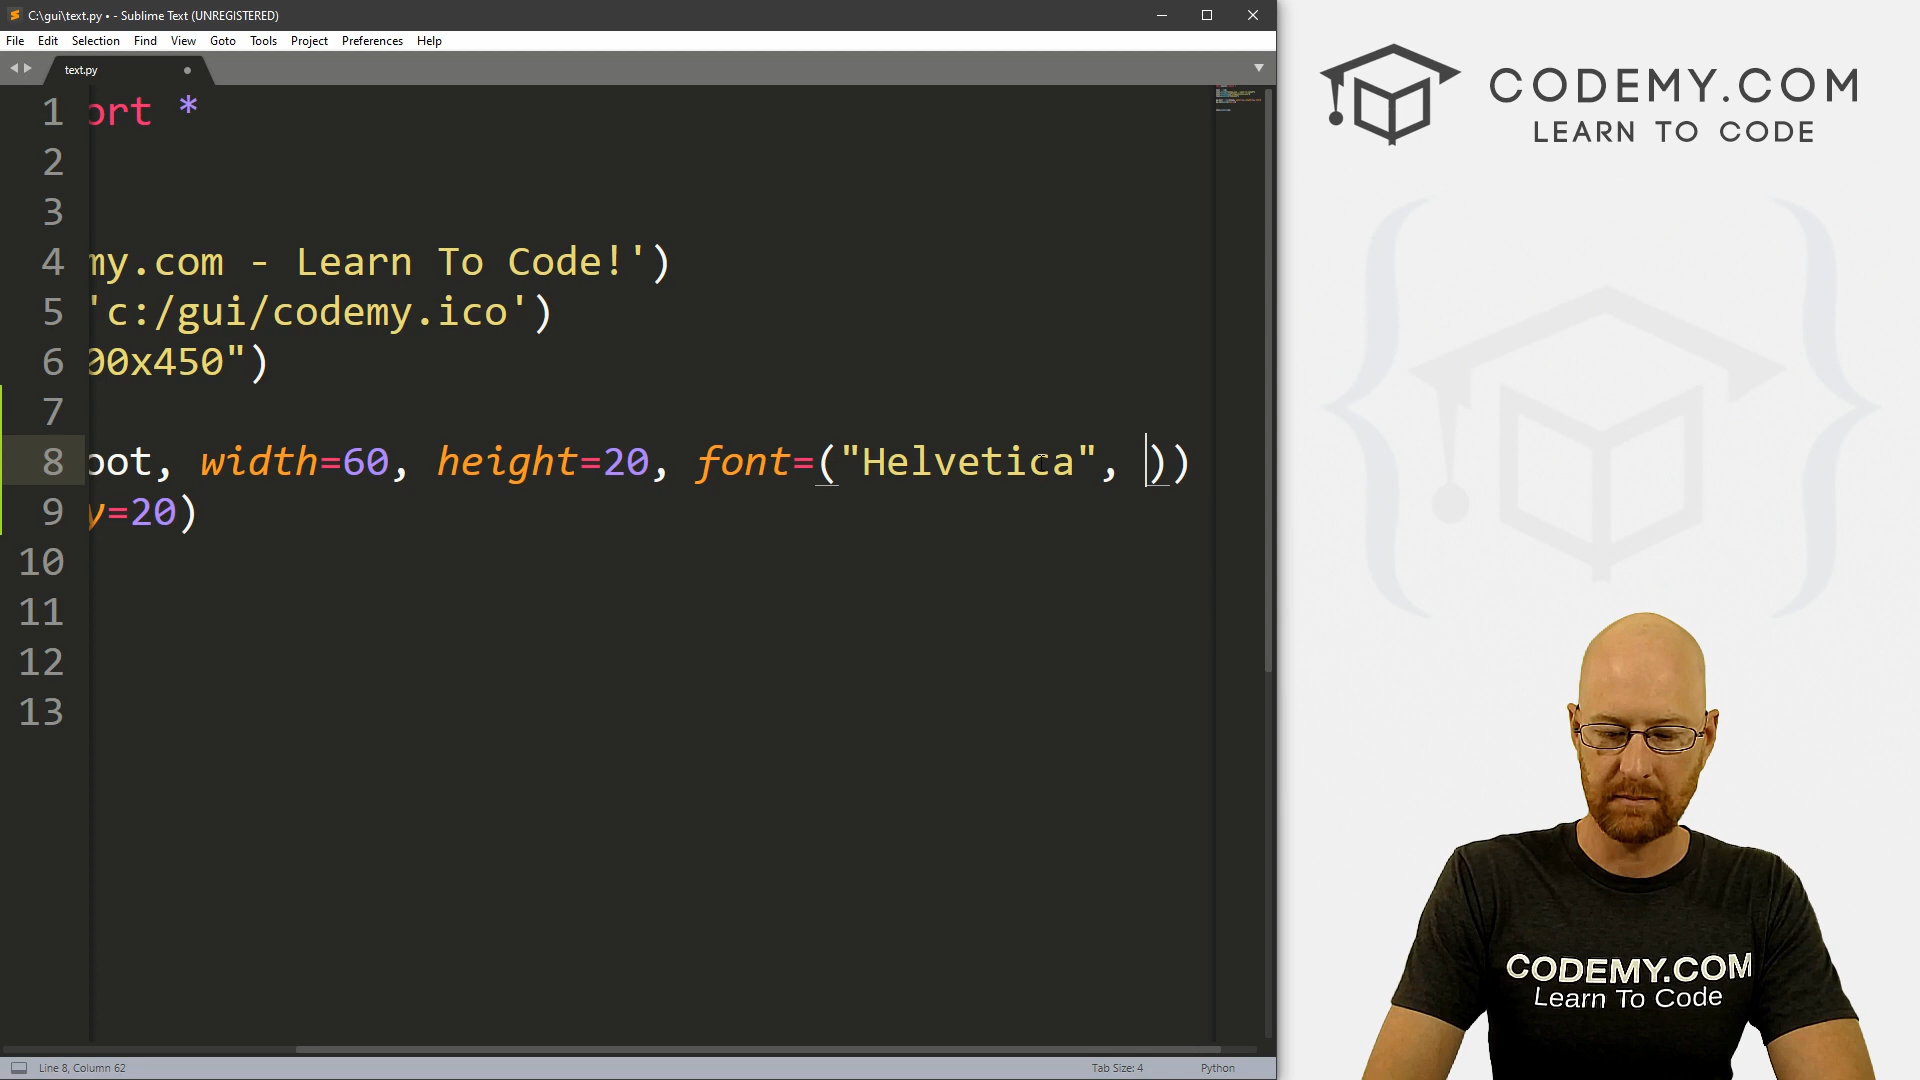 C:\gui\text.py • - Sublime Text (UNREGISTERED)
File Edit Selection Find View Goto Tools Project Preferences Help
text.py
1 ort *
2
3
4 my.com - Learn To Code!')
5 'c:/gui/codemy.ico')
6 00x450")
7
8 oot, width=60, height=20, font=("Helvetica", ))
9 y=20)
10
11
12
13
Line 8, Column 62
Tab Size: 4
Python
CODEMY.COM
LEARN TO CODE
CODEMY.COM
Learn To Code